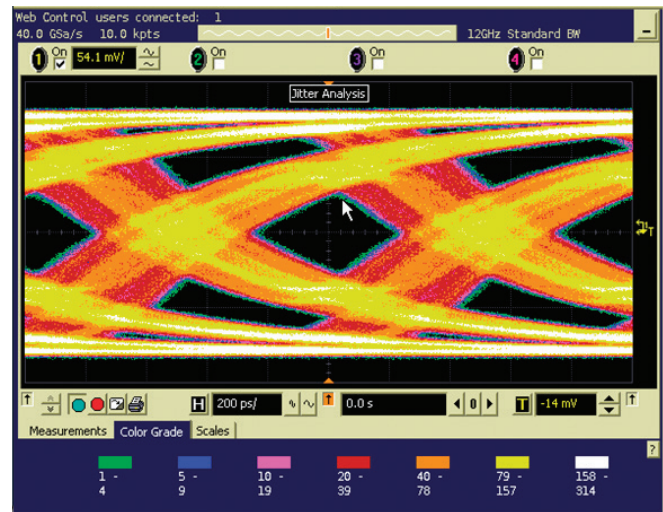 Web Control users connected: 1
40.0 GSa/s 10.0 kpts 12GHz Standard BW
1 On 54.1 mV/ 2 On 3 On 4 On
Jitter Analysis
T
H 200 ps/ 0.0 s 0 T -14 mV
Measurements Color Grade Scales
?
1 - 5 - 10 - 20 - 40 - 79 - 158 -
4 9 19 39 78 157 314